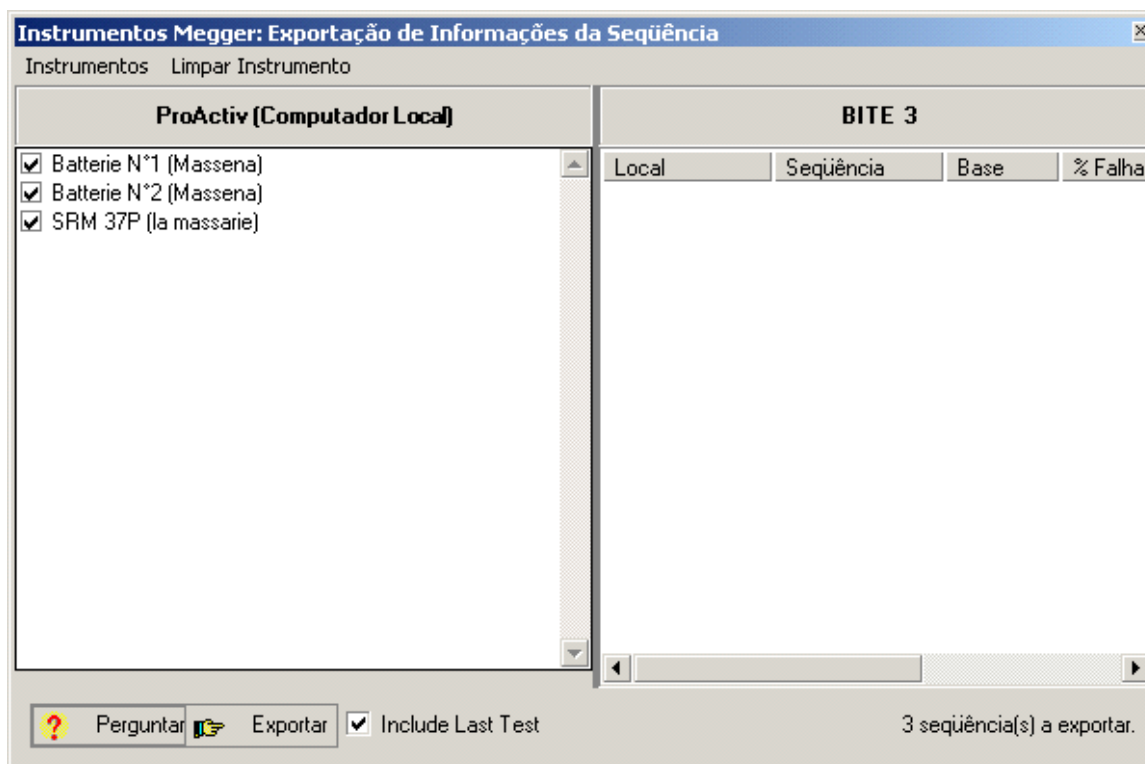 Instrumentos Megger: Exportação de Informações da Seqüência
Instrumentos Limpar Instrumento
ProActiv (Computador Local)
Batterie N°1 (Massena)
Batterie N°2 (Massena)
SRM 37P (la massarie)
BITE 3
Local Seqüência Base % Falha
Perguntar Exportar Include Last Test 3 seqüência(s) a exportar.